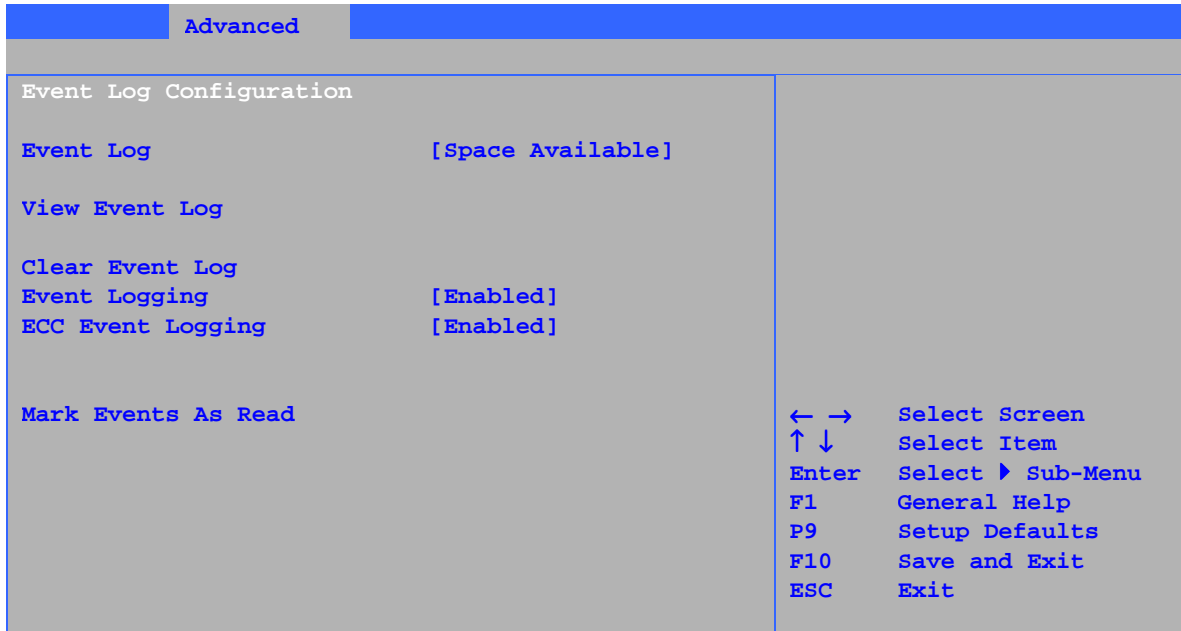 Advanced
Event Log Configuration
Event Log [Space Available]
View Event Log
Clear Event Log
Event Logging [Enabled]
ECC Event Logging [Enabled]
Mark Events As Read
← → Select Screen
↑ ↓ Select Item
Enter Select ▶ Sub-Menu
F1 General Help
P9 Setup Defaults
F10 Save and Exit
ESC Exit